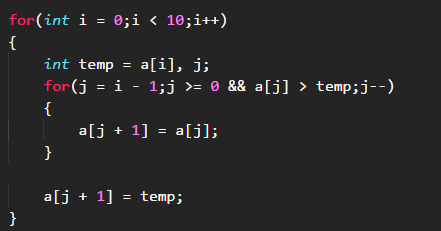 for(int i = 0;i < 10;i++)
{
    int temp = a[i], j;
    for(j = i - 1;j >= 0 && a[j] > temp;j--)
    {
        a[j + 1] = a[j];
    }

    a[j + 1] = temp;
}